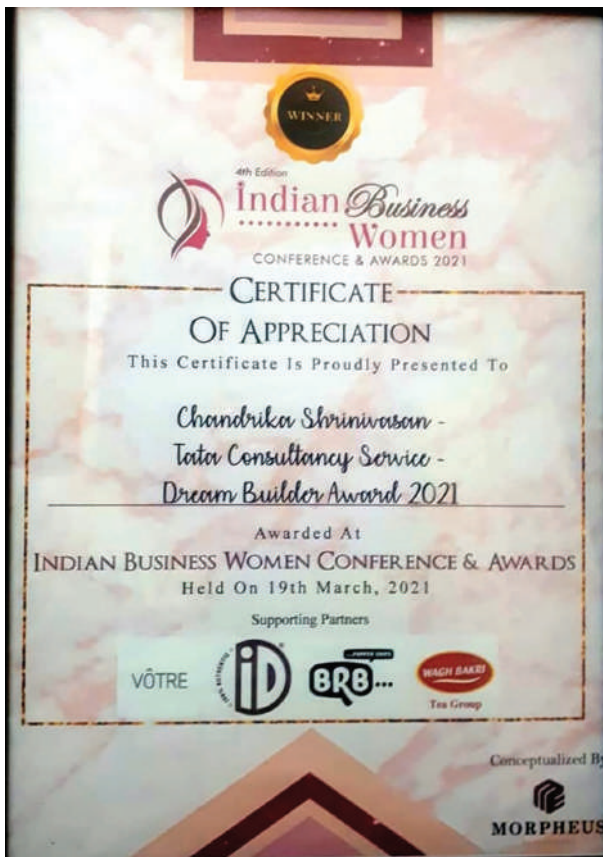 WINNER
4th Edition
Indian Business
Women
CONFERENCE & AWARDS 2021
CERTIFICATE
OF APPRECIATION
This Certificate Is Proudly Presented To
Chandrika Shrinivasan -
Tata Consultancy Service -
Dream Builder Award 2021
Awarded At
INDIAN BUSINESS WOMEN CONFERENCE & AWARDS
Held On 19th March, 2021
Supporting Partners
VÔTRE
iD
BRB...
WAGH BAKRI
Tea Group
Conceptualized By
MORPHEUS